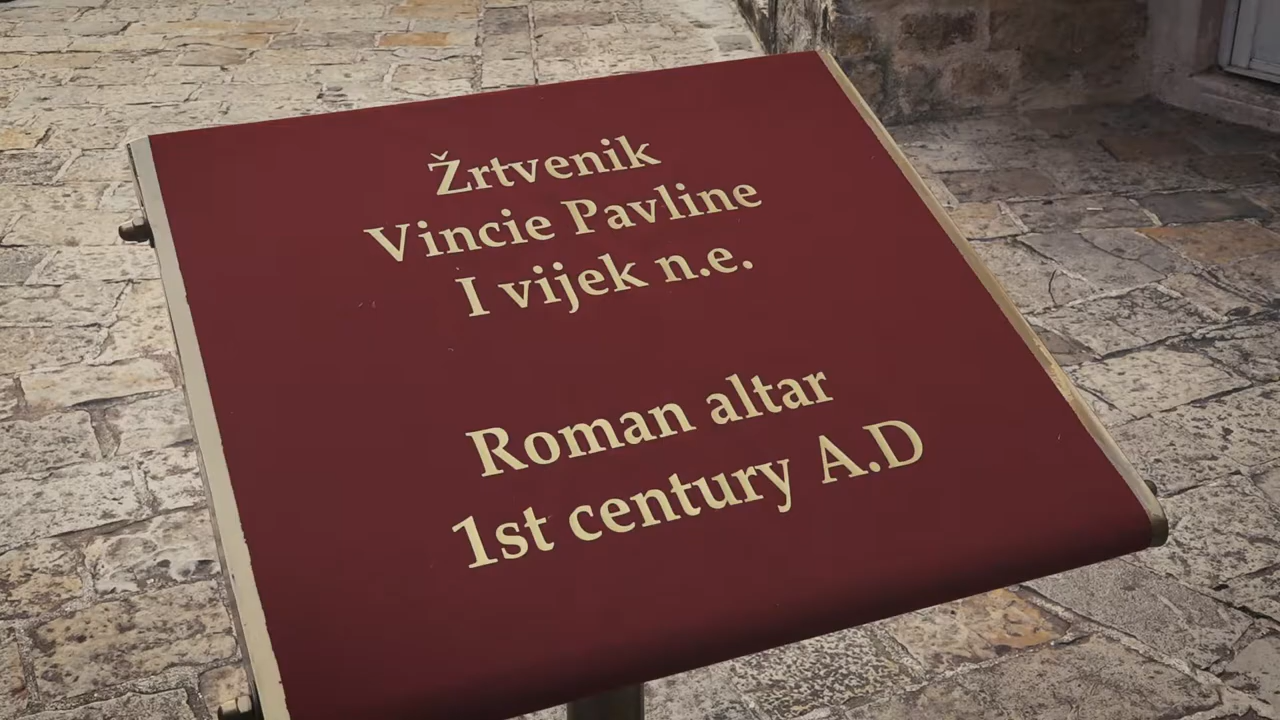 Žrtvenik
Vincie Pavline
I vijek n.e.
Roman altar
1st century A.D